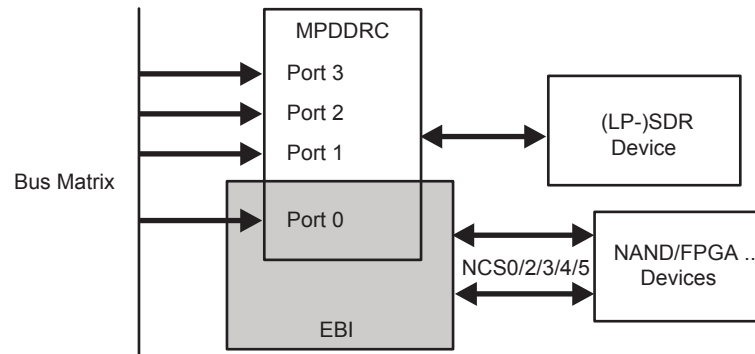 MPDDRC
Port 3
Port 2
Port 1
Port 0
Bus Matrix
(LP-)SDR
Device
NCS0/2/3/4/5
NAND/FPGA ..
Devices
EBI